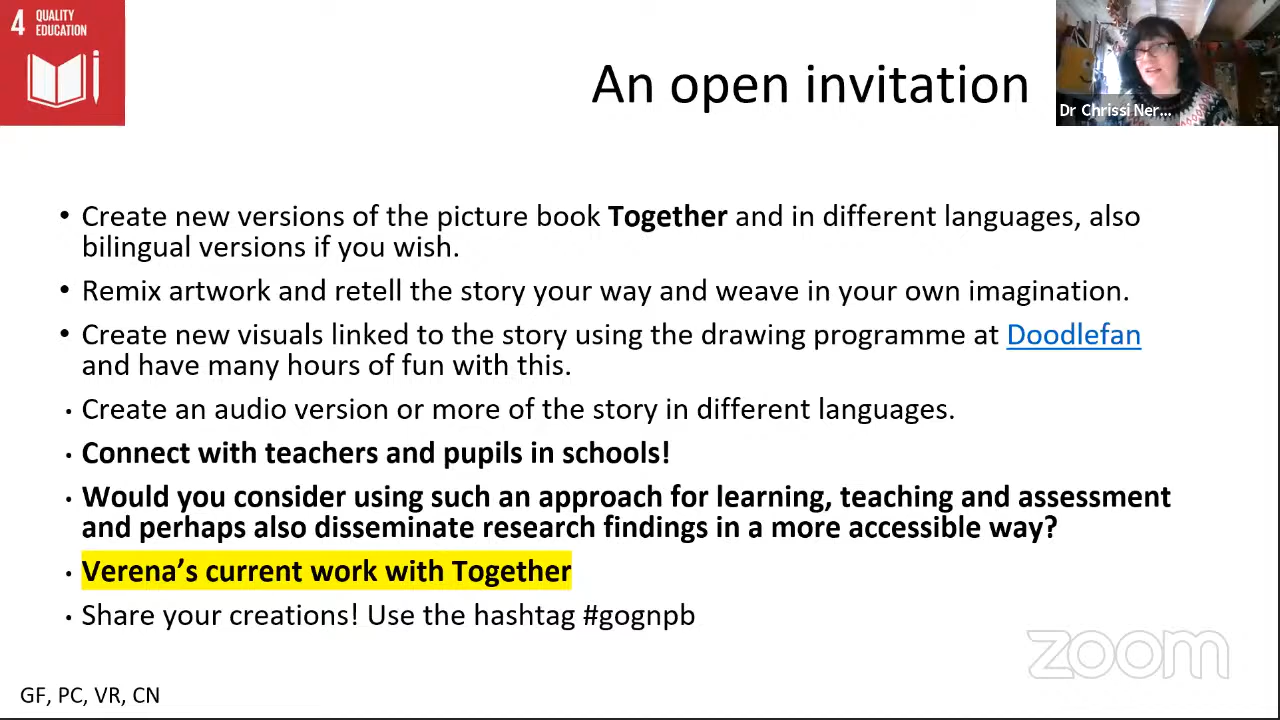 4 QUALITY
EDUCATION
An open invitation
Dr Chrissi Ner...
• Create new versions of the picture book Together and in different languages, also
bilingual versions if you wish.
• Remix artwork and retell the story your way and weave in your own imagination.
• Create new visuals linked to the story using the drawing programme at Doodlefan
and have many hours of fun with this.
• Create an audio version or more of the story in different languages.
• Connect with teachers and pupils in schools!
• Would you consider using such an approach for learning, teaching and assessment
and perhaps also disseminate research findings in a more accessible way?
• Verena’s current work with Together
• Share your creations! Use the hashtag #gognpb
zoom
GF, PC, VR, CN